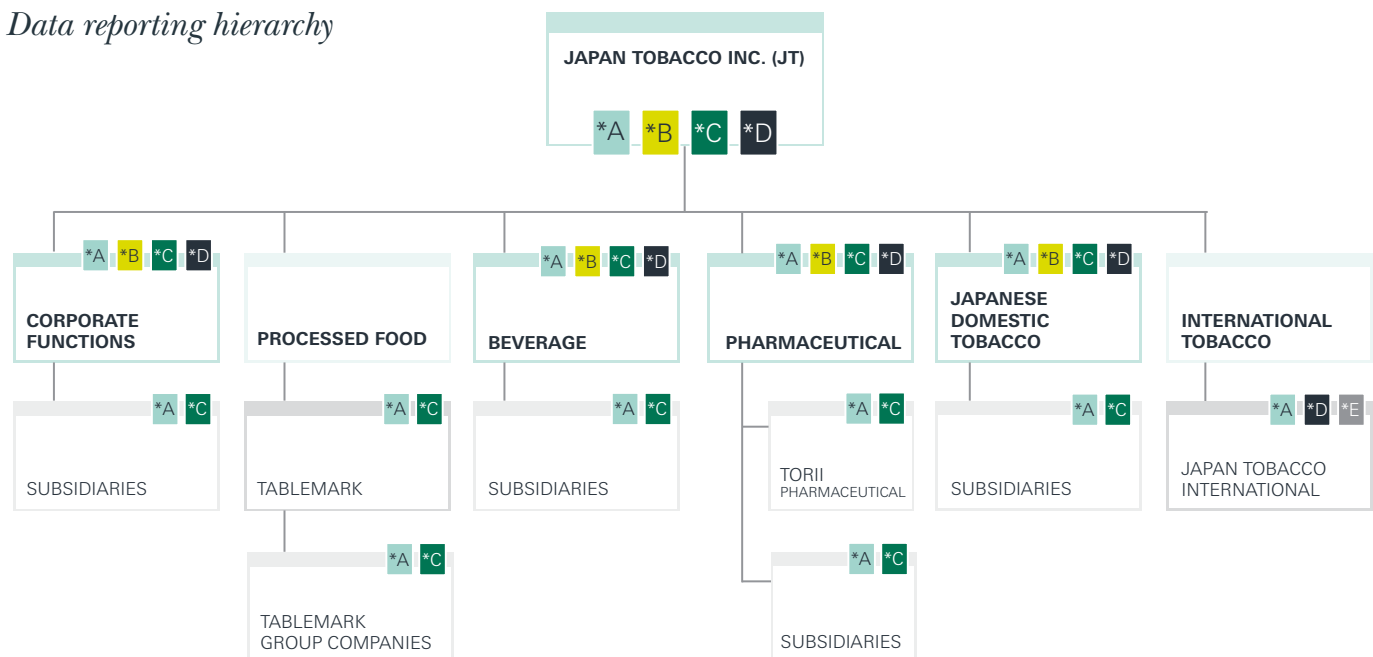 Data reporting hierarchy
JAPAN TOBACCO INC. (JT)
*A *B *C *D
*A *B *C *D
CORPORATE
FUNCTIONS
PROCESSED FOOD
*A *B *C *D
BEVERAGE
*A *B *C *D
PHARMACEUTICAL
*A *B *C *D
JAPANESE
DOMESTIC
TOBACCO
INTERNATIONAL
TOBACCO
*A *C
SUBSIDIARIES
*A *C
TABLEMARK
*A *C
SUBSIDIARIES
*A *C
TORII
PHARMACEUTICAL
*A *C
SUBSIDIARIES
*A *D *E
JAPAN TOBACCO
INTERNATIONAL
*A *C
TABLEMARK
GROUP COMPANIES
*A *C
SUBSIDIARIES